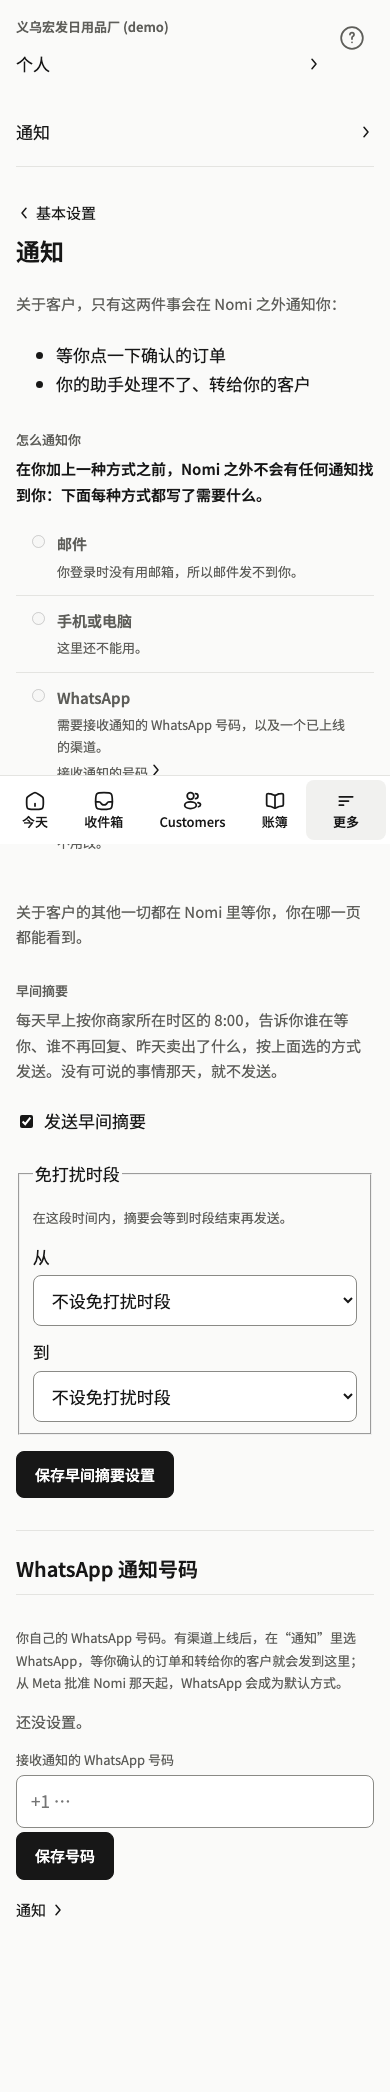 义乌宏发日用品厂 (demo)
个人
通知
基本设置
通知
关于客户，只有这两件事会在 Nomi 之外通知你：
等你点一下确认的订单
你的助手处理不了、转给你的客户
怎么通知你
在你加上一种方式之前，Nomi 之外不会有任何通知找
到你：下面每种方式都写了需要什么。
邮件
你登录时没有用邮箱，所以邮件发不到你。
手机或电脑
这里还不能用。
WhatsApp
需要接收通知的 WhatsApp 号码，以及一个已上线
的渠道。
接收通知的号码
今天
收件箱
Customers
账簿
更多
关于客户的其他一切都在 Nomi 里等你，你在哪一页
都能看到。
早间摘要
每天早上按你商家所在时区的 8:00，告诉你谁在等
你、谁不再回复、昨天卖出了什么，按上面选的方式
发送。没有可说的事情那天，就不发送。
发送早间摘要
免打扰时段
在这段时间内，摘要会等到时段结束再发送。
从
不设免打扰时段
到
不设免打扰时段
保存早间摘要设置
WhatsApp 通知号码
你自己的 WhatsApp 号码。有渠道上线后，在“通知”里选
WhatsApp，等你确认的订单和转给你的客户就会发到这里；
从 Meta 批准 Nomi 那天起，WhatsApp 会成为默认方式。
还没设置。
接收通知的 WhatsApp 号码
+1 …
保存号码
通知